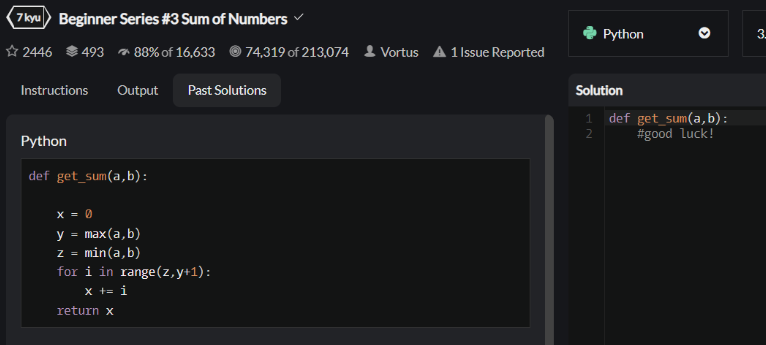 7 kyu Beginner Series #3 Sum of Numbers
2446 493 88% of 16,633 74,319 of 213,074 Vortus 1 Issue Reported
Python 3.
Instructions Output Past Solutions
Solution
Python
def get_sum(a,b):
x = 0
y = max(a,b)
z = min(a,b)
for i in range(z,y+1):
x += i
return x
1 def get_sum(a,b):
2 #good luck!